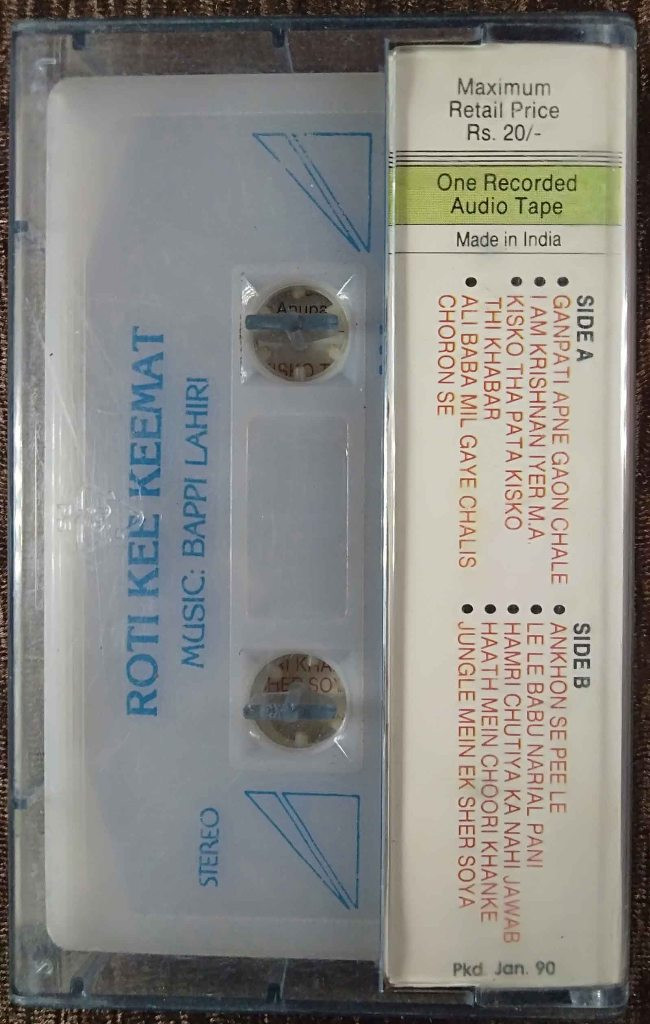 Maximum
Retail Price
Rs. 20/-
One Recorded
Audio Tape
Made in India
SIDE A
● GANPATI APNE GAON CHALE
● I AM KRISHNAN IYER M.A.
● KISKO THA PATA KISKO
THI KHABAR
● ALI BABA MIL GAYE CHALIS
CHORON SE
SIDE B
● ANKHON SE PEE LE
● LE LE BABU NARIAL PANI
● HAMRI CHUTIYA KA NAHI JAWAB
● HAATH MEIN CHOORI KHANKE
● JUNGLE MEIN EK SHER SOYA
Pkd. Jan. 90
ROTI KEE KEEMAT
MUSIC: BAPPI LAHIRI
STEREO